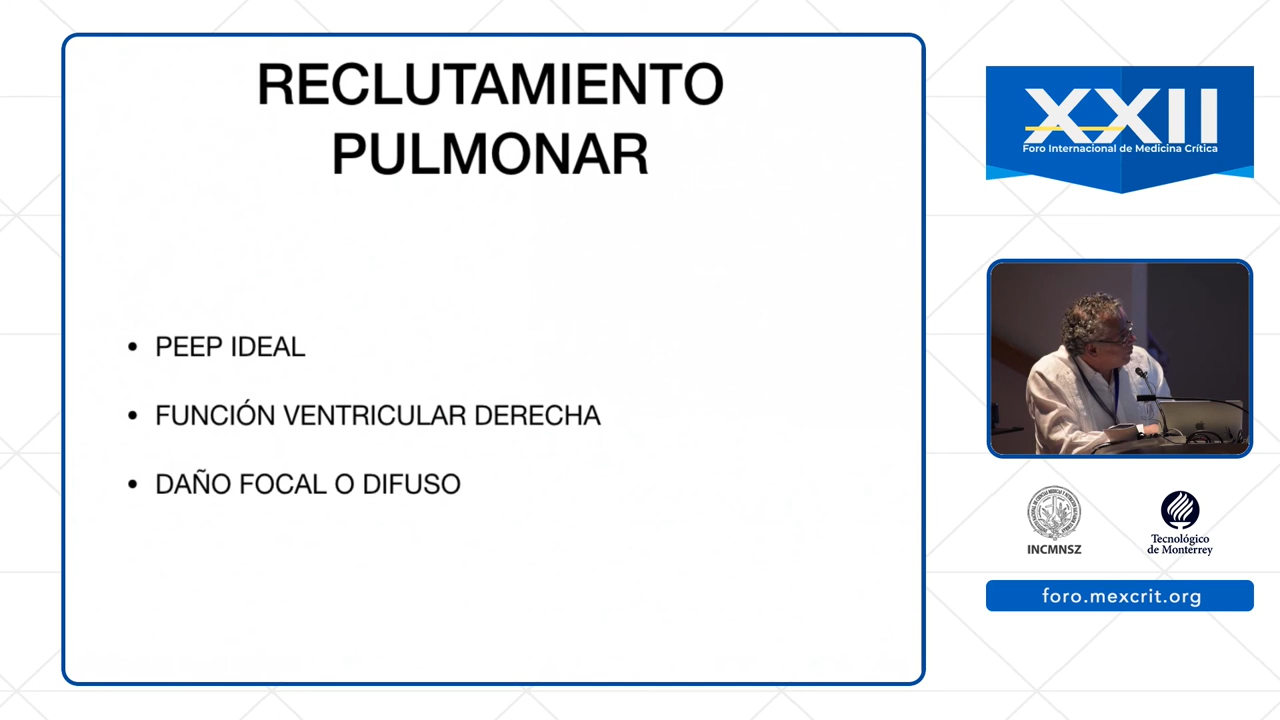 RECLUTAMIENTO
PULMONAR
• PEEP IDEAL
• FUNCIÓN VENTRICULAR DERECHA
• DAÑO FOCAL O DIFUSO
XXII
Foro Internacional de Medicina Crítica
INCMNSZ
Tecnológico
de Monterrey
foro.mexcrit.org